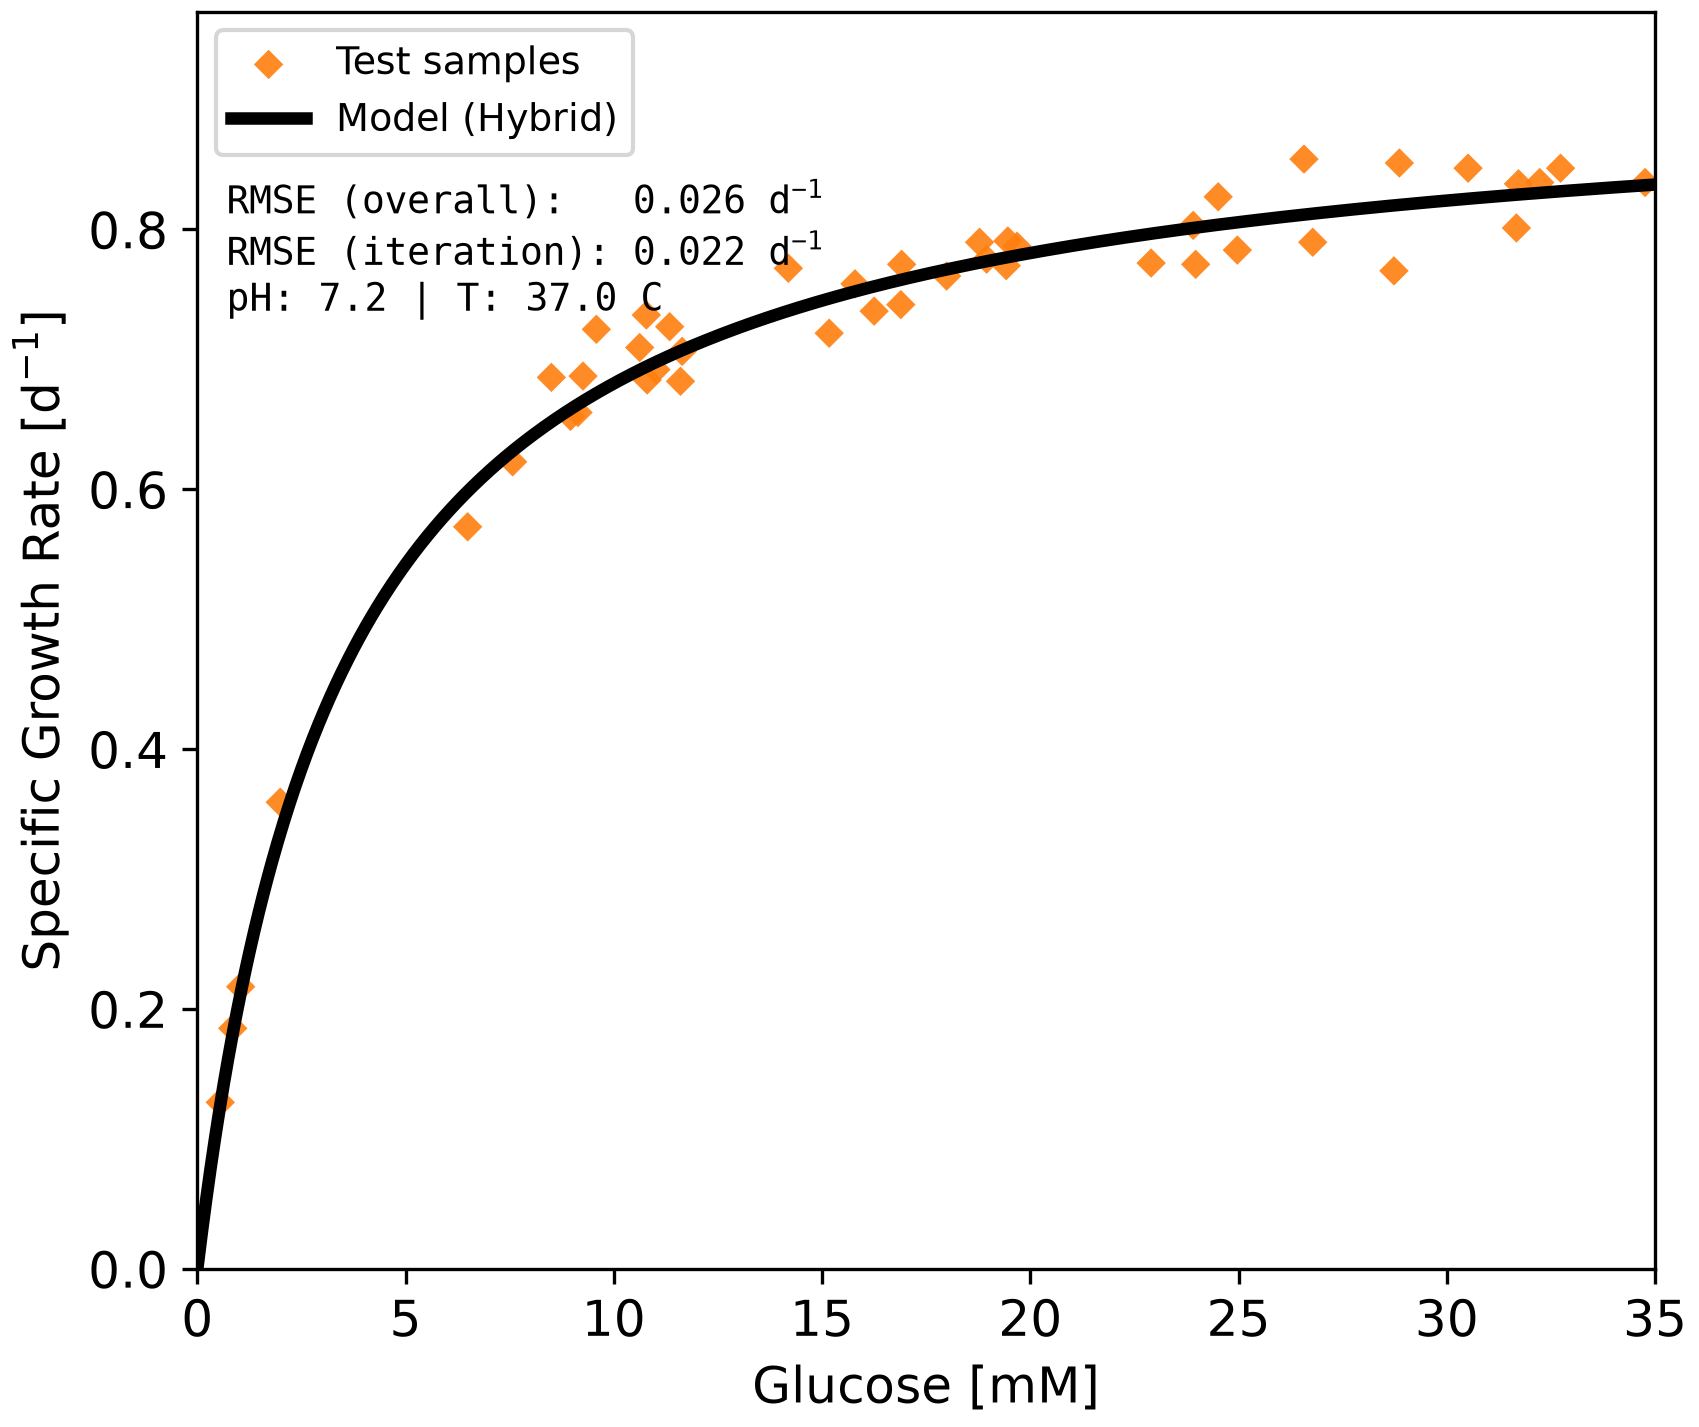 Test samples
Model (Hybrid)
RMSE (overall): 0.026 d⁻¹
RMSE (iteration): 0.022 d⁻¹
pH: 7.2 | T: 37.0 C
Specific Growth Rate [d⁻¹]
0.8
0.6
0.4
0.2
0.0
0 5 10 15 20 25 30 35
Glucose [mM]